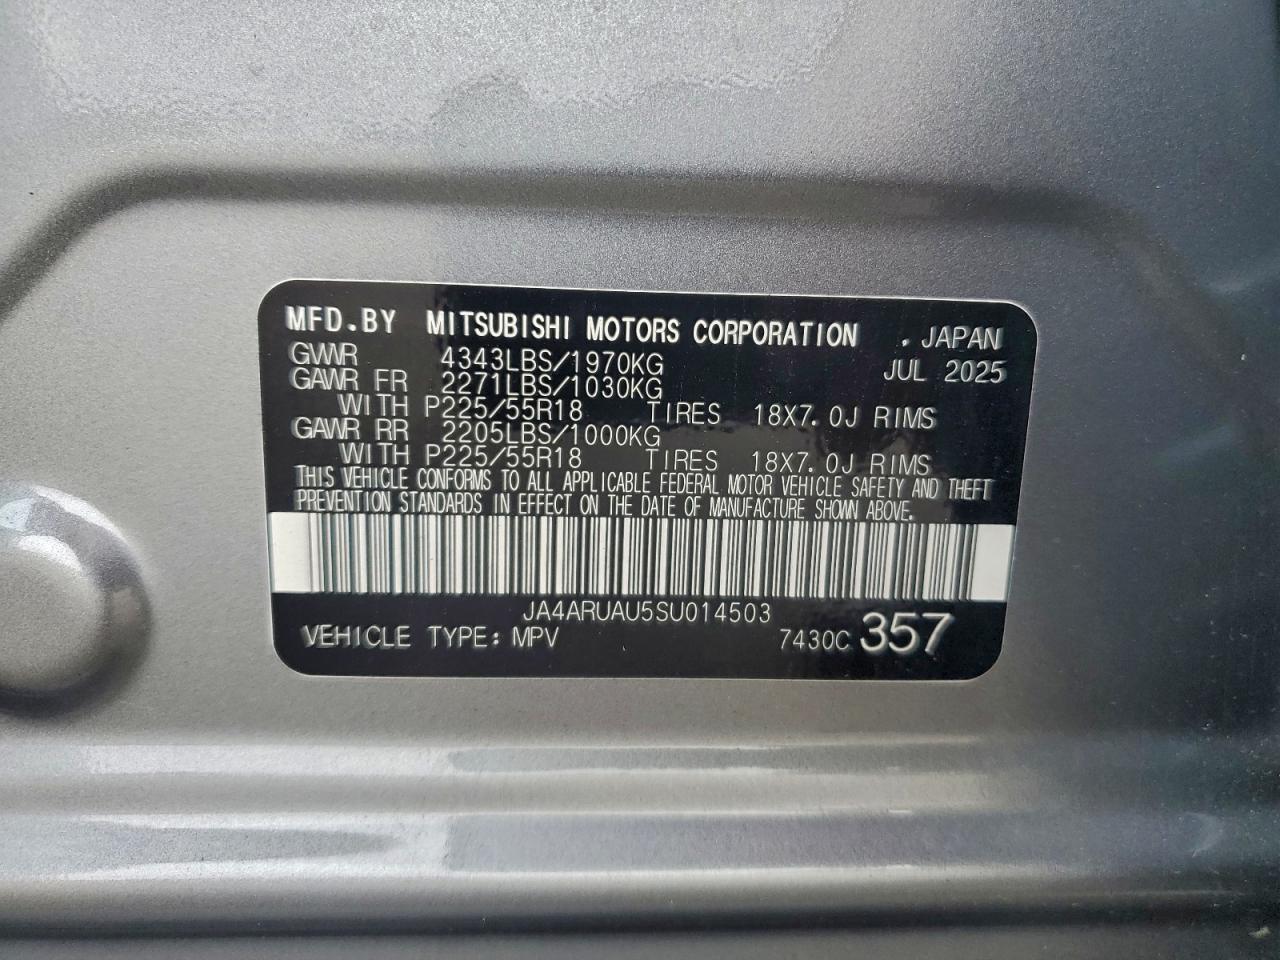 MFD.BY MITSUBISHI MOTORS CORPORATION . JAPAN
GVWR 4343LBS/1970KG JUL 2025
GAWR FR 2271LBS/1030KG
WITH P225/55R18 TIRES 18X7.0J RIMS
GAWR RR 2205LBS/1000KG
WITH P225/55R18 TIRES 18X7.0J RIMS
THIS VEHICLE CONFORMS TO ALL APPLICABLE FEDERAL MOTOR VEHICLE SAFETY AND THEFT
PREVENTION STANDARDS IN EFFECT ON THE DATE OF MANUFACTURE SHOWN ABOVE.
JA4ARUAU5SU014503
VEHICLE TYPE: MPV 7430C 357